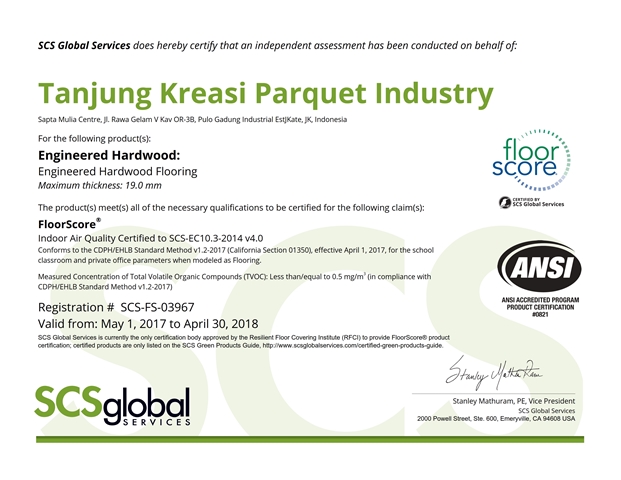 SCS Global Services does hereby certify that an independent assessment has been conducted on behalf of:
Tanjung Kreasi Parquet Industry
Sapta Mulia Centre, Jl. Rawa Gelam V Kav OR-3B, Pulo Gadung Industrial EstJKate, JK, Indonesia
For the following product(s):
Engineered Hardwood:
Engineered Hardwood Flooring
Maximum thickness: 19.0 mm
floor
score
CERTIFIED BY
SCS Global Services
The product(s) meet(s) all of the necessary qualifications to be certified for the following claim(s):
FloorScore®
Indoor Air Quality Certified to SCS-EC10.3-2014 v4.0
Conforms to the CDPH/EHLB Standard Method v1.2-2017 (California Section 01350), effective April 1, 2017, for the school
classroom and private office parameters when modeled as Flooring.
Measured Concentration of Total Volatile Organic Compounds (TVOC): Less than/equal to 0.5 mg/m³ (in compliance with
CDPH/EHLB Standard Method v1.2-2017)
ANSI
ANSI ACCREDITED PROGRAM
PRODUCT CERTIFICATION
#0821
Registration # SCS-FS-03967
Valid from: May 1, 2017 to April 30, 2018
SCS Global Services is currently the only certification body approved by the Resilient Floor Covering Institute (RFCI) to provide FloorScore® product
certification; certified products are only listed on the SCS Green Products Guide, http://www.scsglobalservices.com/certified-green-products-guide.
Stanley Mathuram
SCSglobal
SERVICES
Stanley Mathuram, PE, Vice President
SCS Global Services
2000 Powell Street, Ste. 600, Emeryville, CA 94608 USA
SCS